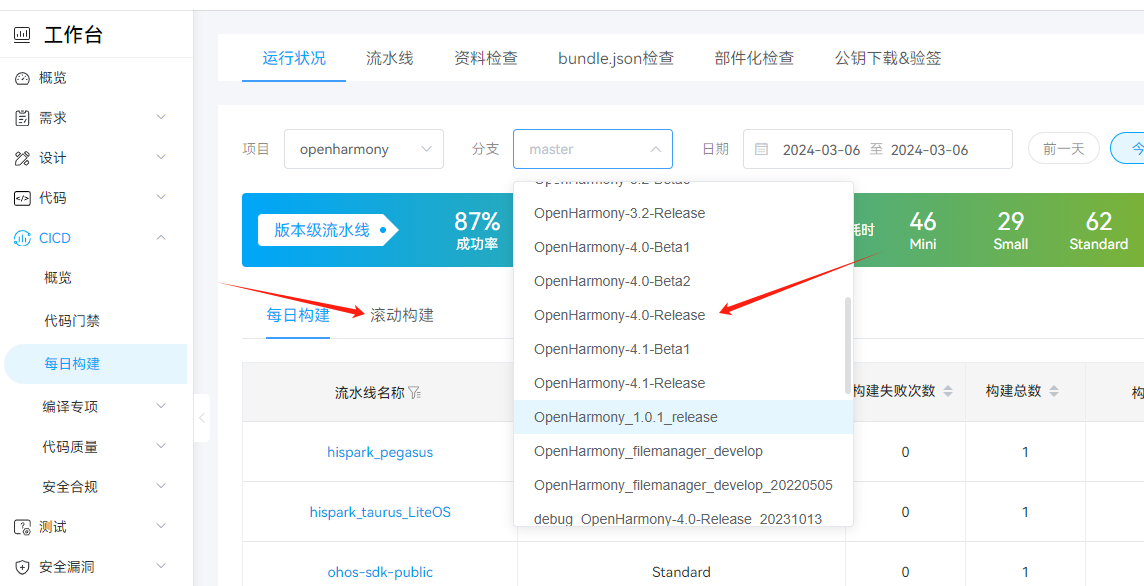 工作台
概览
需求
设计
代码
CICD
概览
代码门禁
每日构建
编译专项
代码质量
安全合规
测试
安全漏洞
运行状况 流水线 资料检查 bundle.json检查 部件化检查 公钥下载&验签
项目 openharmony 分支 master 日期 2024-03-06 至 2024-03-06 前一天 今
版本级流水线 87% 耗时 46 29 62
成功率 Mini Small Standard
每日构建 滚动构建
OpenHarmony-3.2-Release
OpenHarmony-4.0-Beta1
OpenHarmony-4.0-Beta2
OpenHarmony-4.0-Release
OpenHarmony-4.1-Beta1
OpenHarmony-4.1-Release
OpenHarmony_1.0.1_release
OpenHarmony_filemanager_develop
OpenHarmony_filemanager_develop_20220505
debug_OpenHarmony-4.0-Release_20231013
流水线名称 构建失败次数 构建总数 构
hispark_pegasus 0 1
hispark_taurus_LiteOS 0 1
ohos-sdk-public Standard 0 1